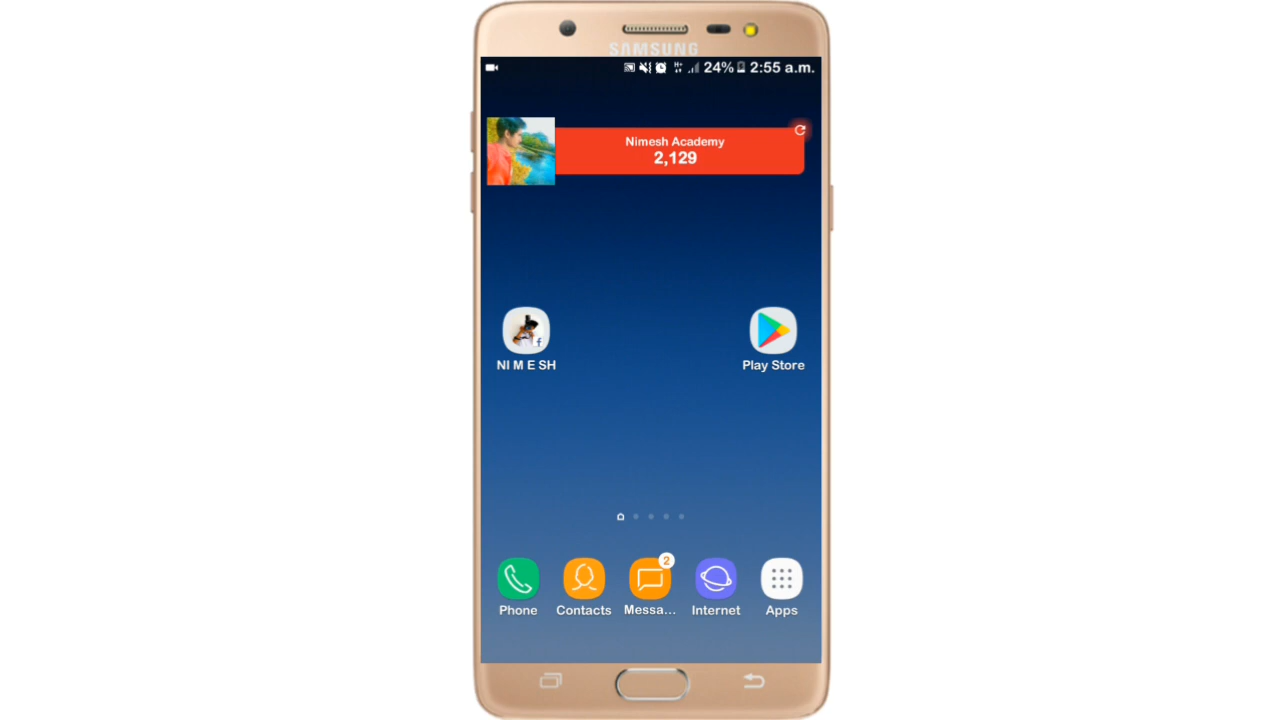 SAMSUNG
24% 2:55 a.m.
Nimesh Academy
2,129
NI M E SH
Play Store
2
Phone
Contacts
Messa...
Internet
Apps